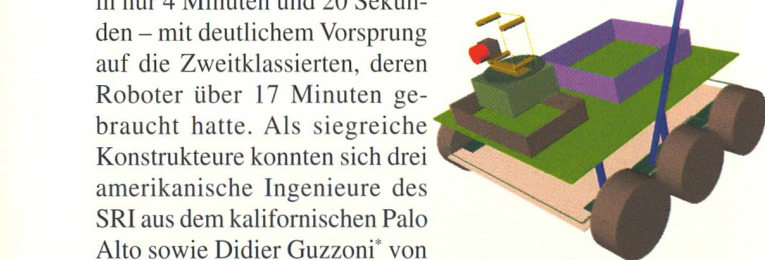 in nur 4 Minuten und 20 Sekun-
den – mit deutlichem Vorsprung
auf die Zweitklassierten, deren
Roboter über 17 Minuten ge-
braucht hatte. Als siegreiche
Konstrukteure konnten sich drei
amerikanische Ingenieure des
SRI aus dem kalifornischen Palo
Alto sowie Didier Guzzoni* von